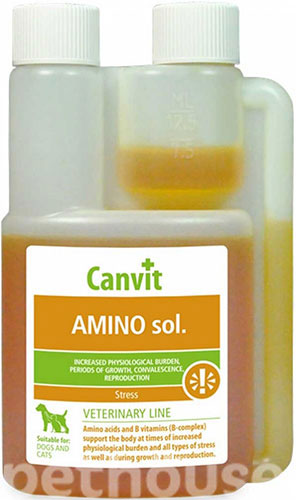 ML
12.5
7.5
Canvit
AMINO sol.
INCREASED PHYSIOLOGICAL BURDEN,
PERIODS OF GROWTH, CONVALESCENCE,
REPRODUCTION
Stress
VETERINARY LINE
Suitable for:
DOGS AND
CATS
Amino acids and B vitamins (B-complex)
support the body at times of increased
physiological burden and all types of stress
as well as during growth and reproduction.
pethouse